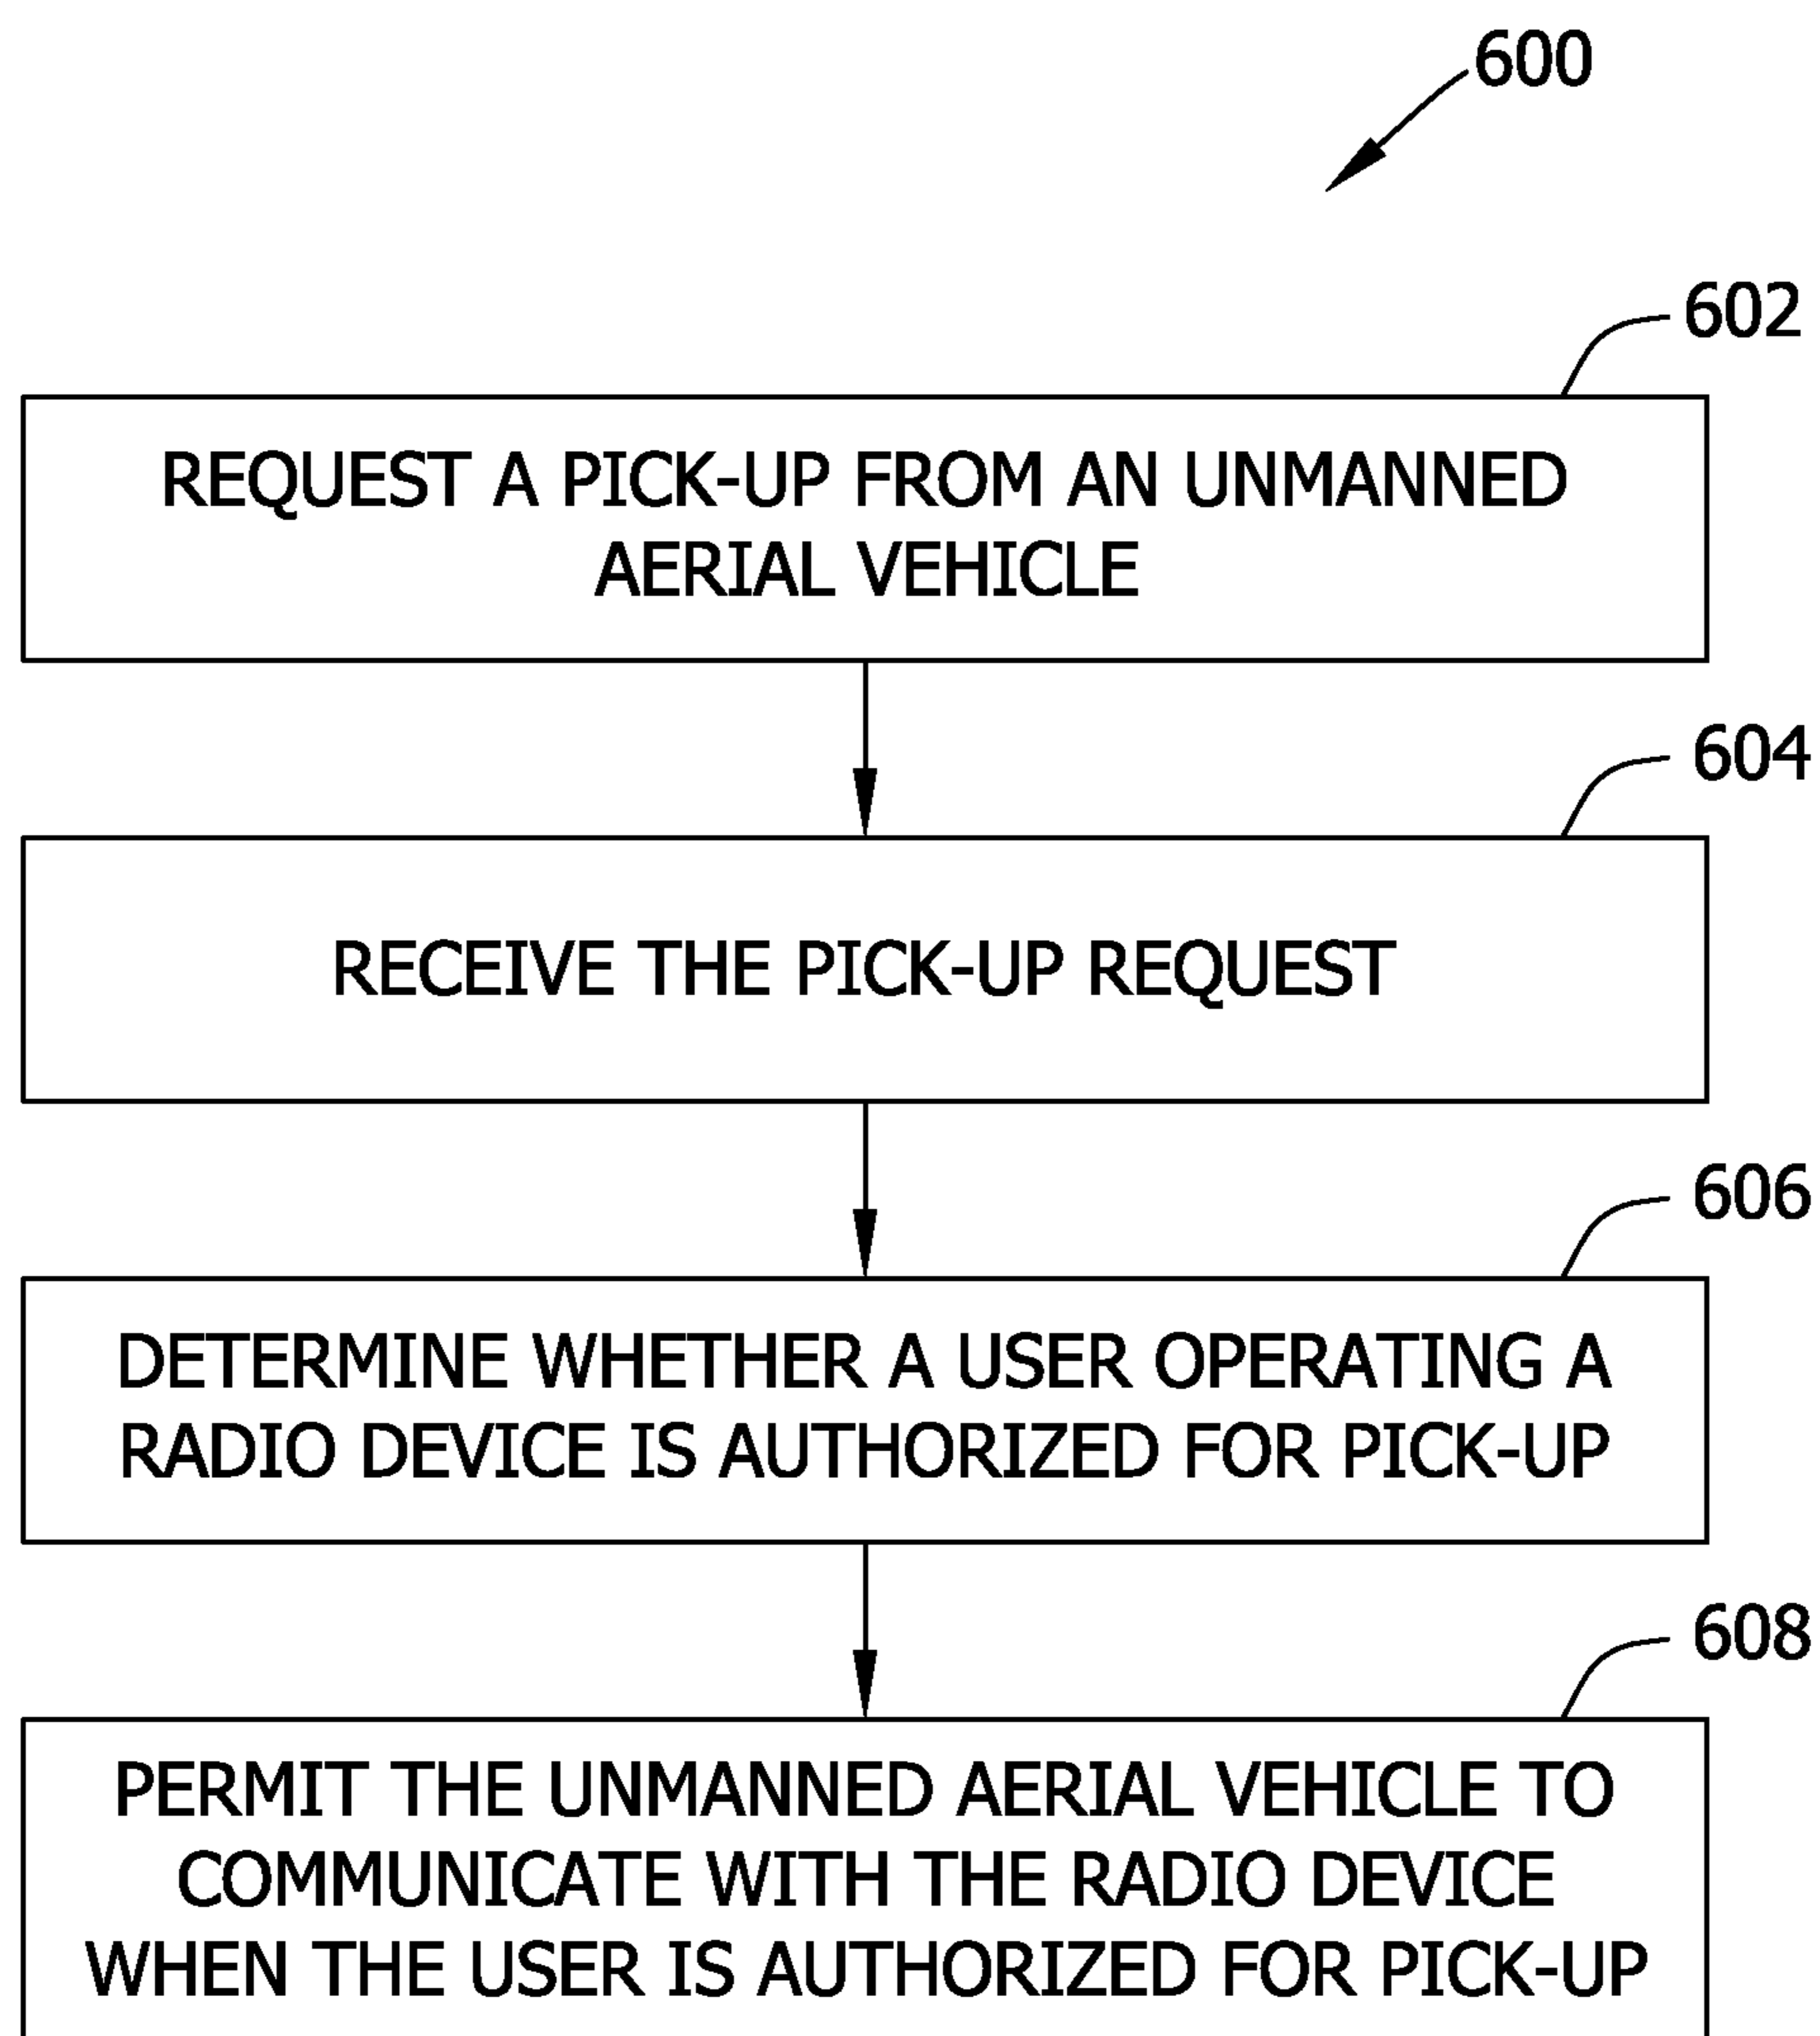 600
602
REQUEST A PICK-UP FROM AN UNMANNED
AERIAL VEHICLE
604
RECEIVE THE PICK-UP REQUEST
606
DETERMINE WHETHER A USER OPERATING A
RADIO DEVICE IS AUTHORIZED FOR PICK-UP
608
PERMIT THE UNMANNED AERIAL VEHICLE TO
COMMUNICATE WITH THE RADIO DEVICE
WHEN THE USER IS AUTHORIZED FOR PICK-UP